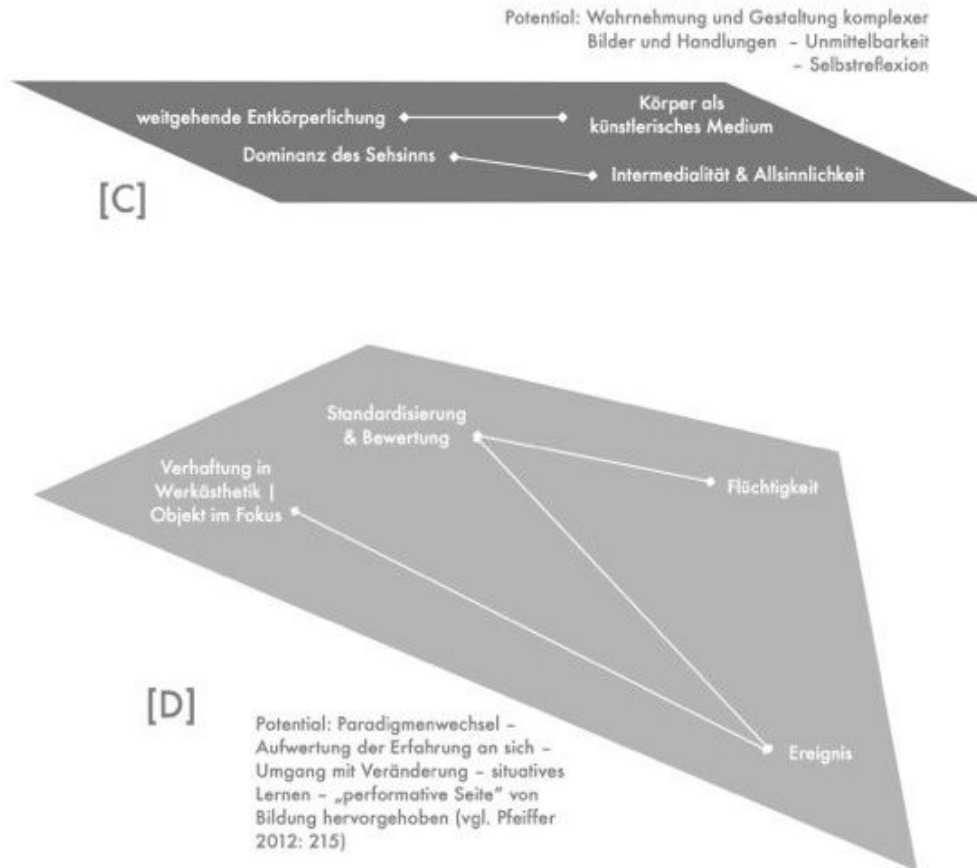 Potential: Wahrnehmung und Gestaltung komplexer
Bilder und Handlungen – Unmittelbarkeit
– Selbstreflexion
weitgehende Entkörperlichung
Körper als
künstlerisches Medium
Dominanz des Sehsinns
Intermedialität & Allsinnlichkeit
[C]
Standardisierung
& Bewertung
Verhaftung in
Werkästhetik |
Objekt im Fokus
Flüchtigkeit
Ereignis
[D]
Potential: Paradigmenwechsel –
Aufwertung der Erfahrung an sich –
Umgang mit Veränderung – situatives
Lernen – „performative Seite" von
Bildung hervorgehoben (vgl. Pfeiffer
2012: 215)